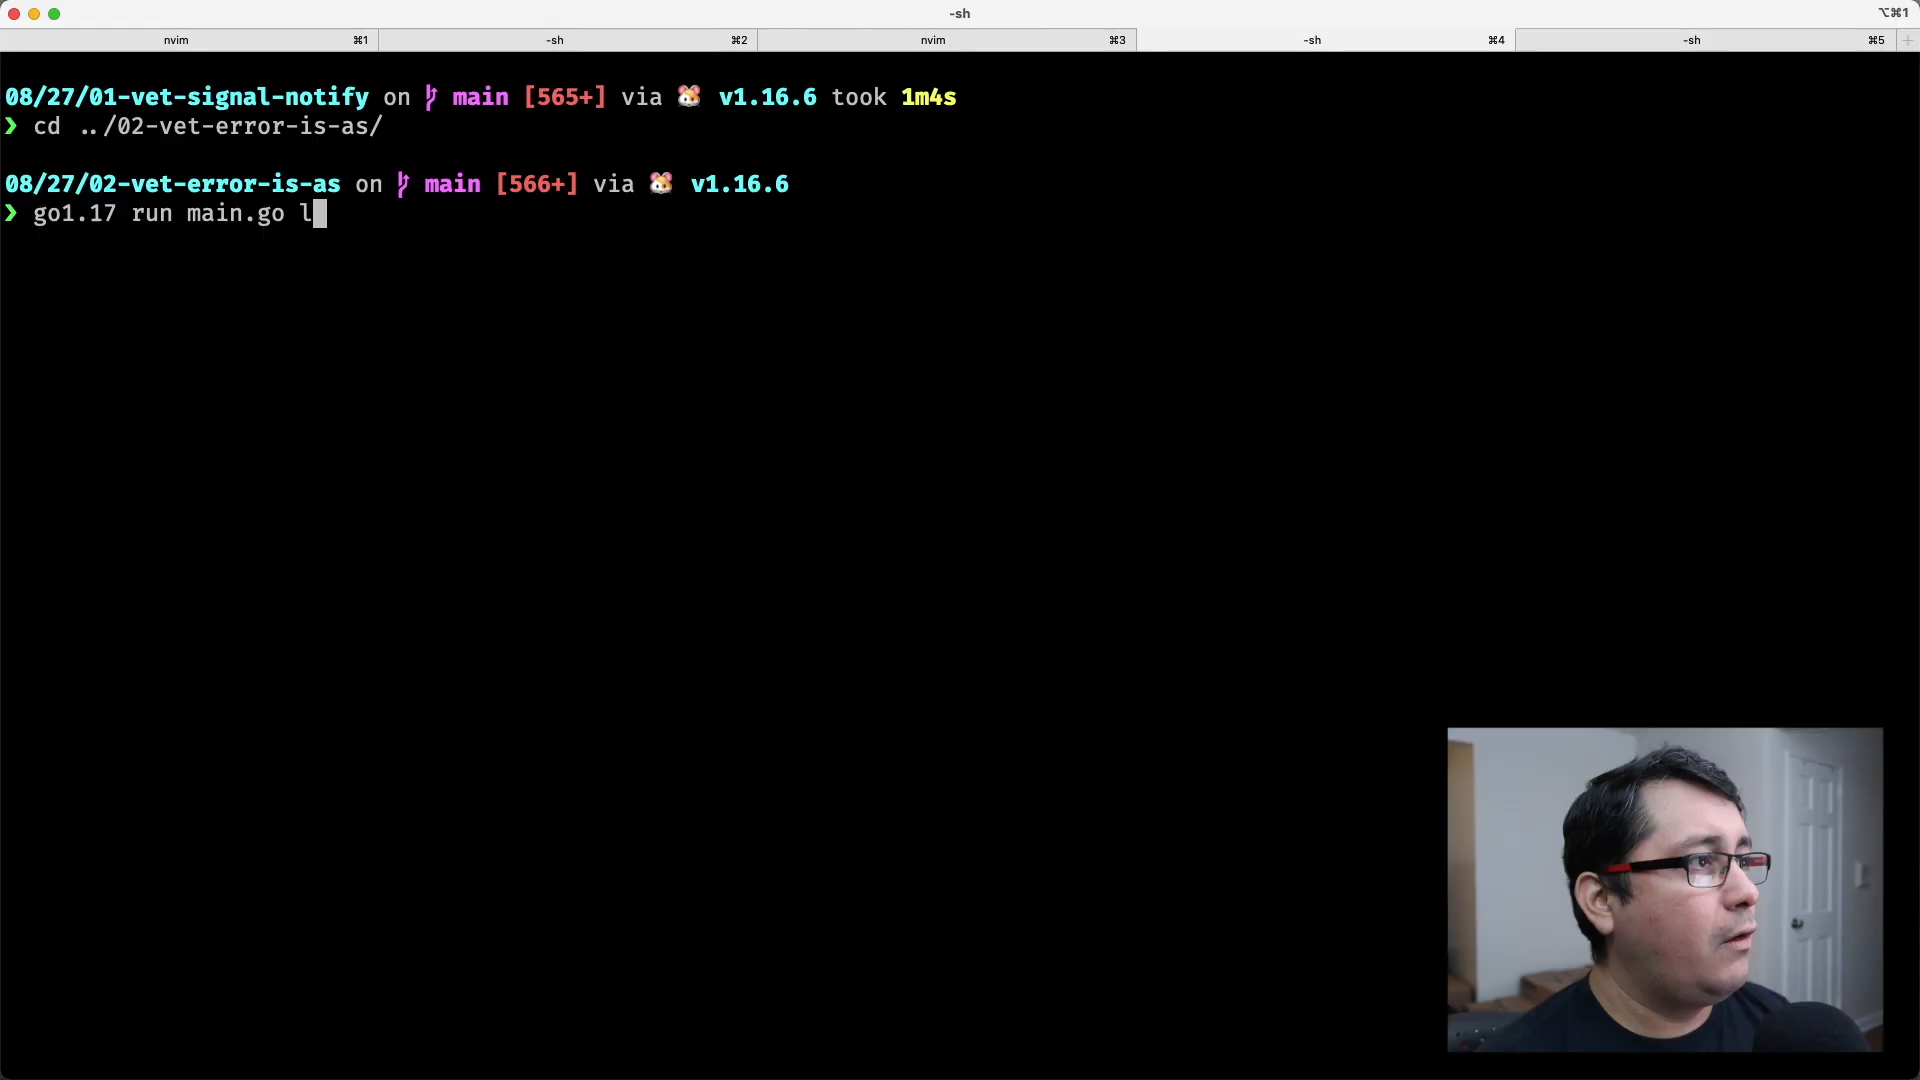 -sh
⌥⌘1
nvim ⌘1 -sh ⌘2 nvim ⌘3 -sh ⌘4 -sh ⌘5 +
08/27/01-vet-signal-notify on main [565+] via 🐹 v1.16.6 took 1m4s
❯ cd ../02-vet-error-is-as/
08/27/02-vet-error-is-as on main [566+] via 🐹 v1.16.6
❯ go1.17 run main.go l